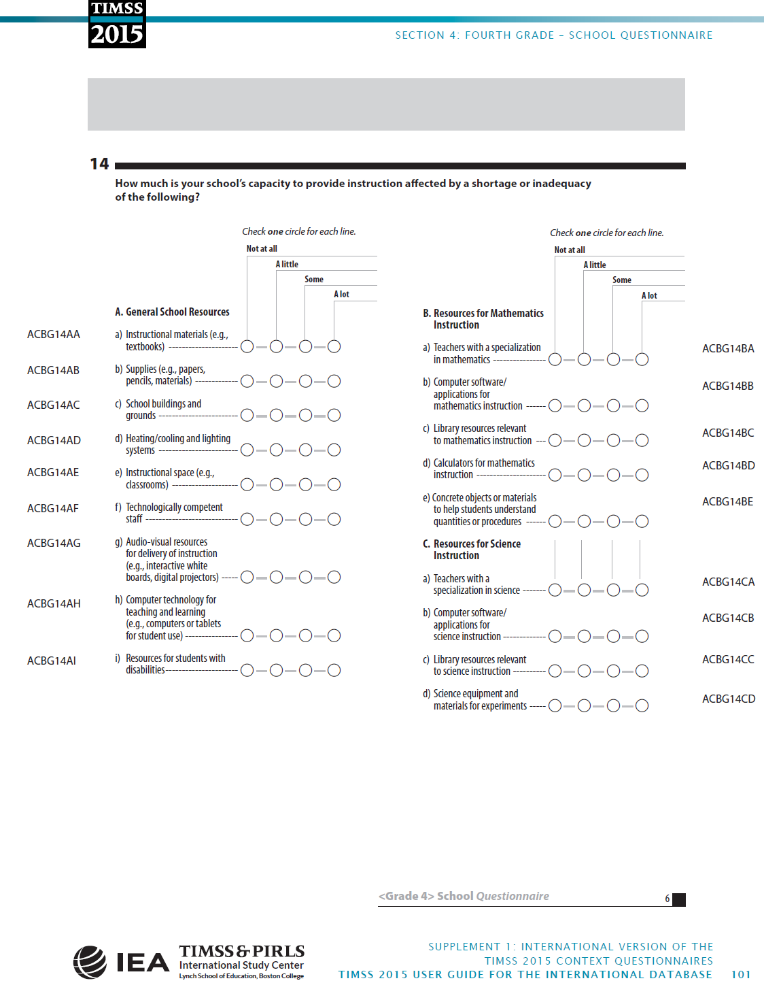 TIMSS
2015
SECTION 4: FOURTH GRADE – SCHOOL QUESTIONNAIRE
14
How much is your school's capacity to provide instruction affected by a shortage or inadequacy
of the following?
Check one circle for each line.
Not at all
A little
Some
A lot
A. General School Resources
ACBG14AA
a) Instructional materials (e.g.,
textbooks)
ACBG14AB
b) Supplies (e.g., papers,
pencils, materials)
ACBG14AC
c) School buildings and
grounds
ACBG14AD
d) Heating/cooling and lighting
systems
ACBG14AE
e) Instructional space (e.g.,
classrooms)
ACBG14AF
f) Technologically competent
staff
ACBG14AG
g) Audio-visual resources
for delivery of instruction
(e.g., interactive white
boards, digital projectors)
ACBG14AH
h) Computer technology for
teaching and learning
(e.g., computers or tablets
for student use)
ACBG14AI
i) Resources for students with
disabilities
Check one circle for each line.
Not at all
A little
Some
A lot
B. Resources for Mathematics
Instruction
a) Teachers with a specialization
in mathematics
ACBG14BA
b) Computer software/
applications for
mathematics instruction
ACBG14BB
c) Library resources relevant
to mathematics instruction
ACBG14BC
d) Calculators for mathematics
instruction
ACBG14BD
e) Concrete objects or materials
to help students understand
quantities or procedures
ACBG14BE
C. Resources for Science
Instruction
a) Teachers with a
specialization in science
ACBG14CA
b) Computer software/
applications for
science instruction
ACBG14CB
c) Library resources relevant
to science instruction
ACBG14CC
d) Science equipment and
materials for experiments
ACBG14CD
<Grade 4> School Questionnaire
6
IEA
TIMSS & PIRLS
International Study Center
Lynch School of Education, Boston College
SUPPLEMENT 1: INTERNATIONAL VERSION OF THE
TIMSS 2015 CONTEXT QUESTIONNAIRES
TIMSS 2015 USER GUIDE FOR THE INTERNATIONAL DATABASE 101